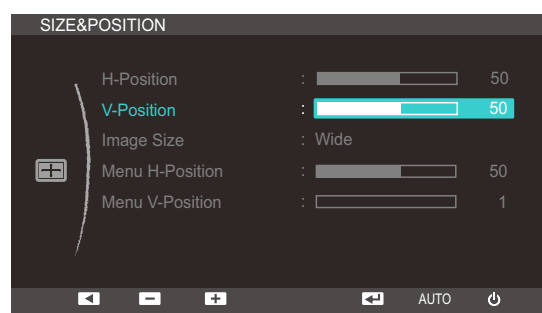 SIZE&POSITION
H-Position : 50
V-Position : 50
Image Size : Wide
Menu H-Position : 50
Menu V-Position : 1
AUTO